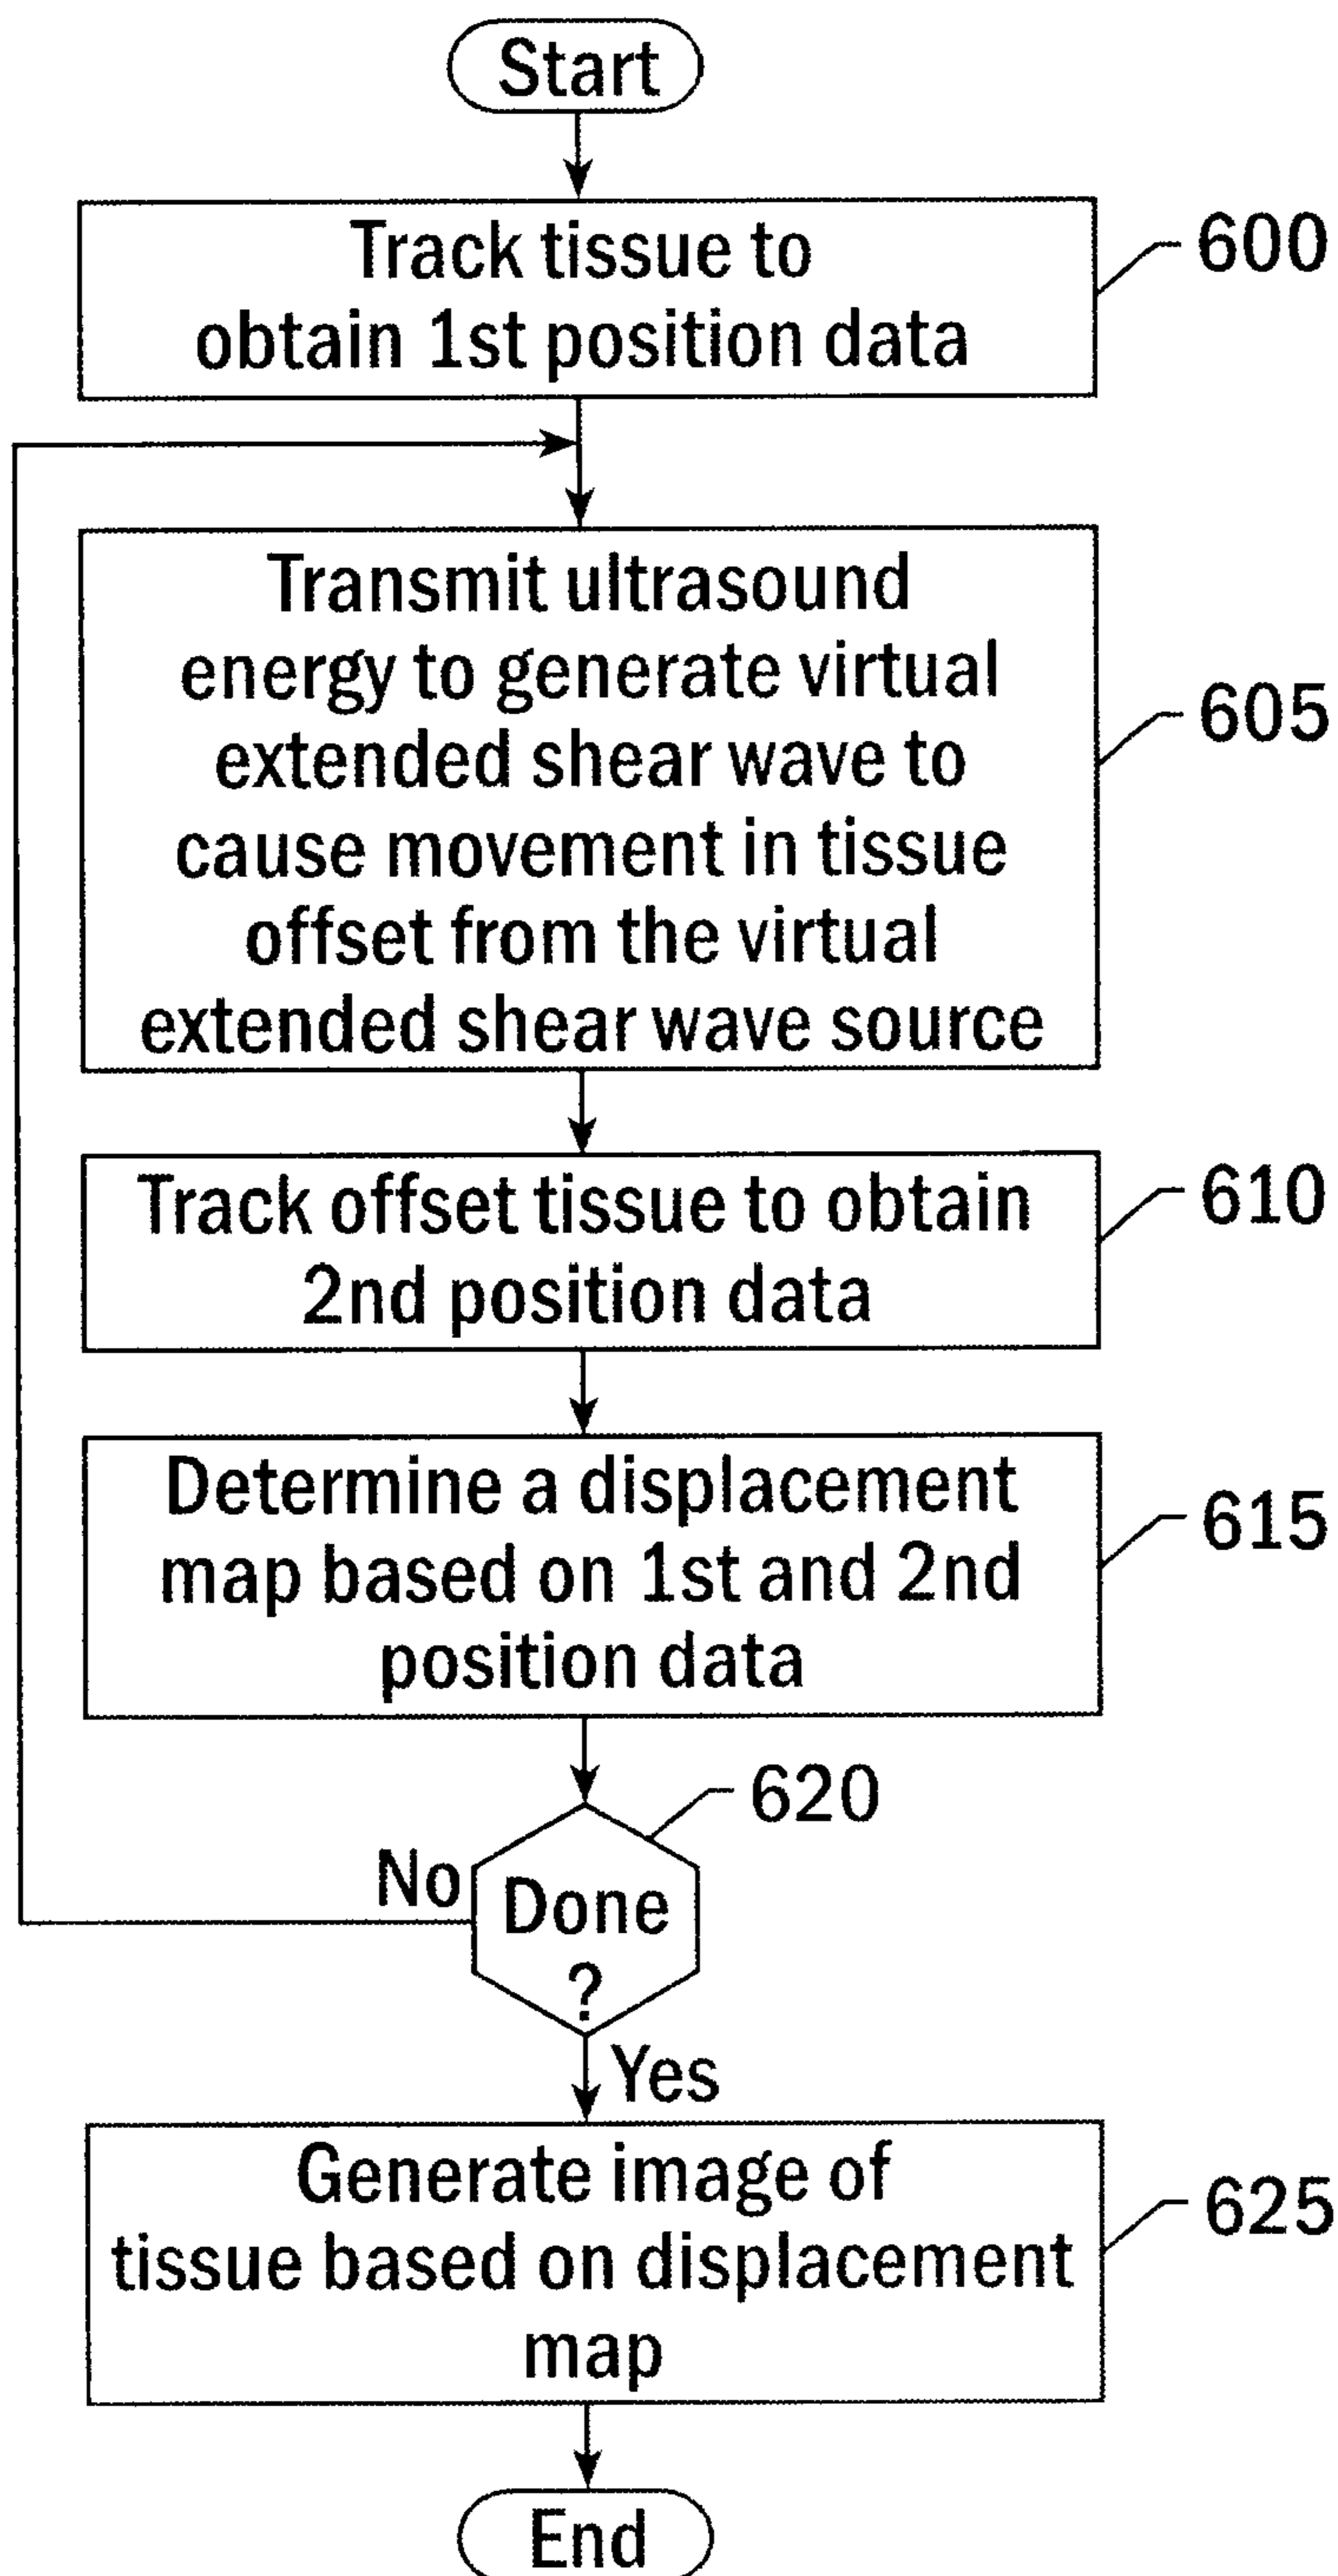 Start
Track tissue to
obtain 1st position data
600
Transmit ultrasound
energy to generate virtual
extended shear wave to
cause movement in tissue
offset from the virtual
extended shear wave source
605
Track offset tissue to obtain
2nd position data
610
Determine a displacement
map based on 1st and 2nd
position data
615
620
No
Done
?
Yes
Generate image of
tissue based on displacement
map
625
End